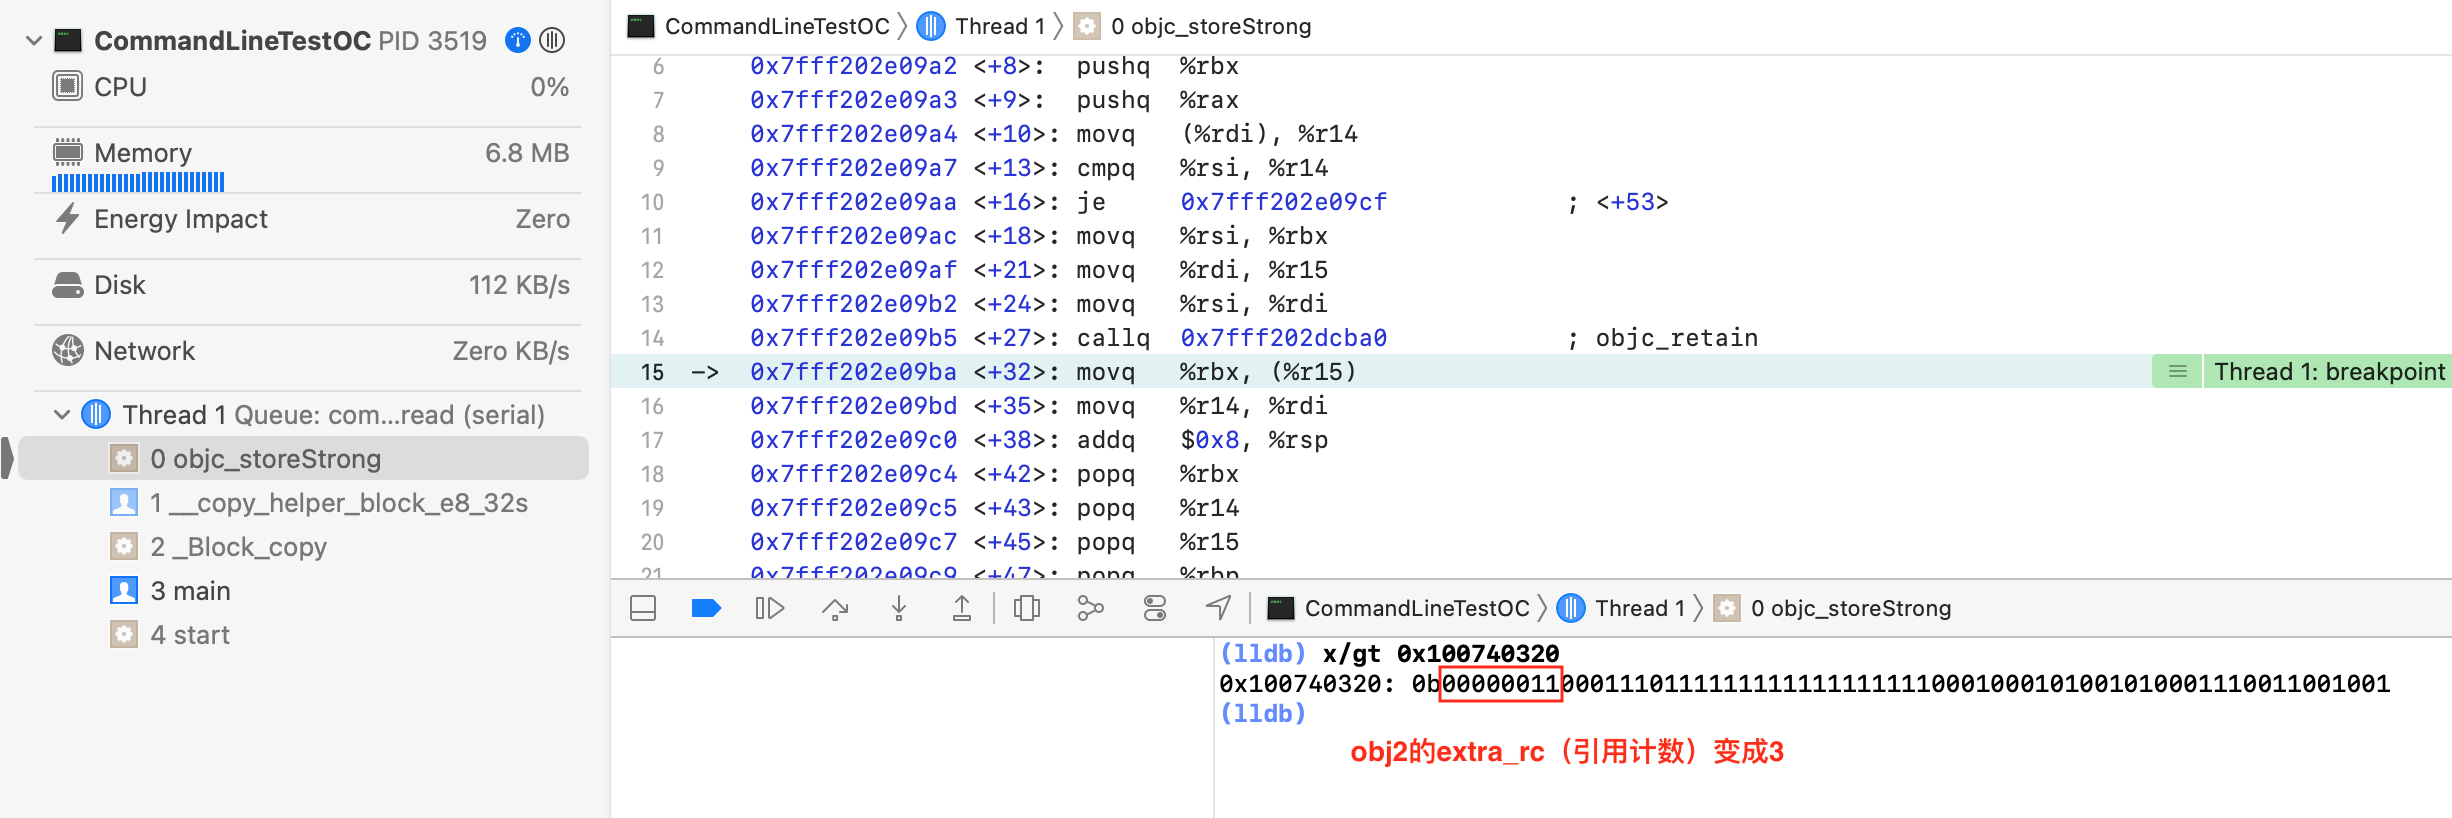 CommandLineTestOC PID 3519
CPU 0%
Memory 6.8 MB
Energy Impact Zero
Disk 112 KB/s
Network Zero KB/s
Thread 1 Queue: com...read (serial)
0 objc_storeStrong
1 __copy_helper_block_e8_32s
2 _Block_copy
3 main
4 start
CommandLineTestOC Thread 1 0 objc_storeStrong
6 0x7fff202e09a2 <+8>: pushq %rbx
7 0x7fff202e09a3 <+9>: pushq %rax
8 0x7fff202e09a4 <+10>: movq (%rdi), %r14
9 0x7fff202e09a7 <+13>: cmpq %rsi, %r14
10 0x7fff202e09aa <+16>: je 0x7fff202e09cf ; <+53>
11 0x7fff202e09ac <+18>: movq %rsi, %rbx
12 0x7fff202e09af <+21>: movq %rdi, %r15
13 0x7fff202e09b2 <+24>: movq %rsi, %rdi
14 0x7fff202e09b5 <+27>: callq 0x7fff202dcba0 ; objc_retain
15 -> 0x7fff202e09ba <+32>: movq %rbx, (%r15) Thread 1: breakpoint
16 0x7fff202e09bd <+35>: movq %r14, %rdi
17 0x7fff202e09c0 <+38>: addq $0x8, %rsp
18 0x7fff202e09c4 <+42>: popq %rbx
19 0x7fff202e09c5 <+43>: popq %r14
20 0x7fff202e09c7 <+45>: popq %r15
21 0x7fff202e09c9 <+47>: popq %rbp
CommandLineTestOC Thread 1 0 objc_storeStrong
(lldb) x/gt 0x100740320
0x100740320: 0b0000001100011101111111111111111110001000101001010001110011001001
(lldb)
obj2的extra_rc（引用计数）变成3